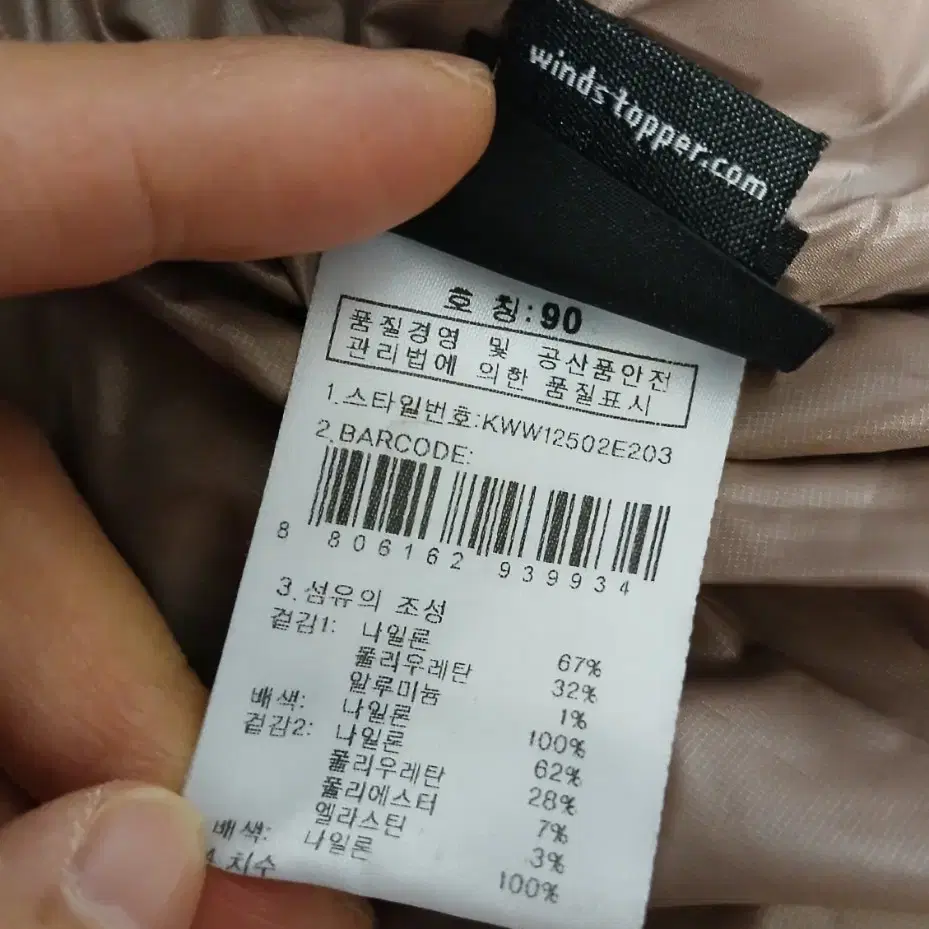 windstopper.com
호 칭:90
품질경영 및 공산품안전
관리법에 의한 품질표시
1.스타일번호:KWW12502E203
2.BARCODE:
8 806162 939934
3.섬유의 조성
겉감1: 나일론 67%
폴리우레탄 32%
알루미늄 1%
배색: 나일론 100%
겉감2: 나일론 62%
폴리우레탄 28%
폴리에스터 7%
엘라스틴 3%
배색: 나일론 100%
4.치수